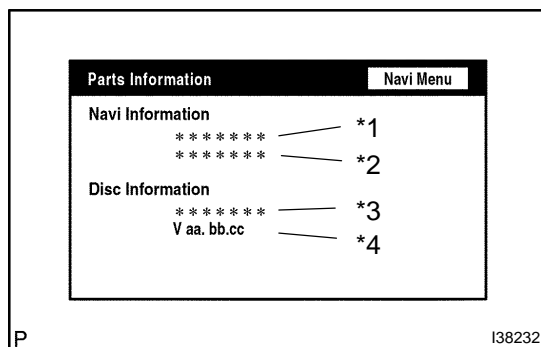 Parts Information Navi Menu
Navi Information
* * * * * * * *1
* * * * * * * *2
Disc Information
* * * * * * * *3
V aa. bb.cc *4
P I38232